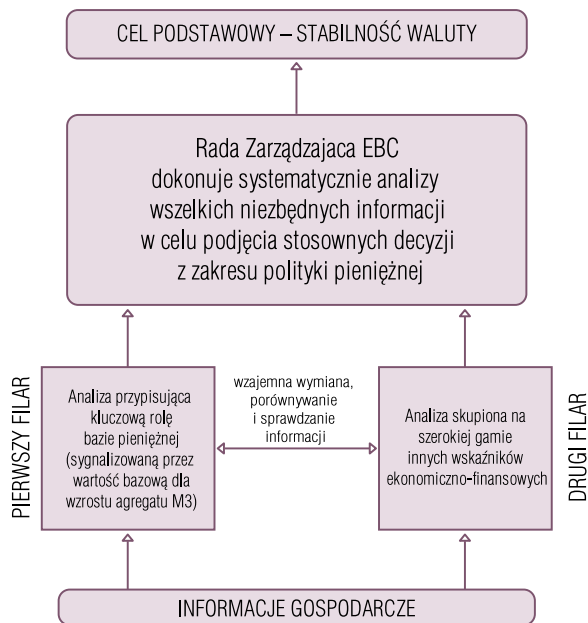 CEL PODSTAWOWY – STABILNOŚĆ WALUTY
Rada Zarządzajaca EBC
dokonuje systematycznie analizy
wszelkich niezbędnych informacji
w celu podjęcia stosownych decyzji
z zakresu polityki pieniężnej
PIERWSZY FILAR
Analiza przypisująca
kluczową rolę
bazie pieniężnej
(sygnalizowaną przez
wartość bazową dla
wzrostu agregatu M3)
wzajemna wymiana,
porównywanie
i sprawdzanie
informacji
Analiza skupiona na
szerokiej gamie
innych wskaźników
ekonomiczno-finansowych
DRUGI FILAR
INFORMACJE GOSPODARCZE